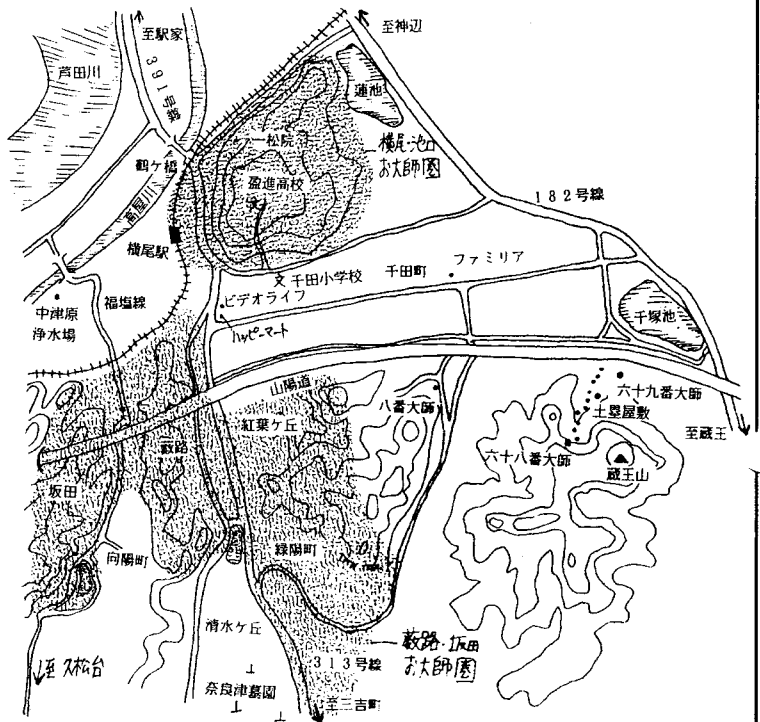 至神辺
至駅家
芦田川
391号線
蓮池
一松院
横尾・池田
お大師圏
鶴ケ橋
盈進高校
高屋川
182号線
横尾駅
ファミリア
文千田小学校
千田町
福塩線
ビデオライフ
中津原
浄水場
ハッピーマート
千塚池
山陽道
六十九番大師
八番大師
土塁屋敷
紅葉ケ丘
至蔵王
藪路
六十八番大師
蔵王山
坂田
向陽町
緑陽町
清水ケ丘
藪路・坂田
お大師圏
313号線
至久松台
奈良津墓園
至三吉町